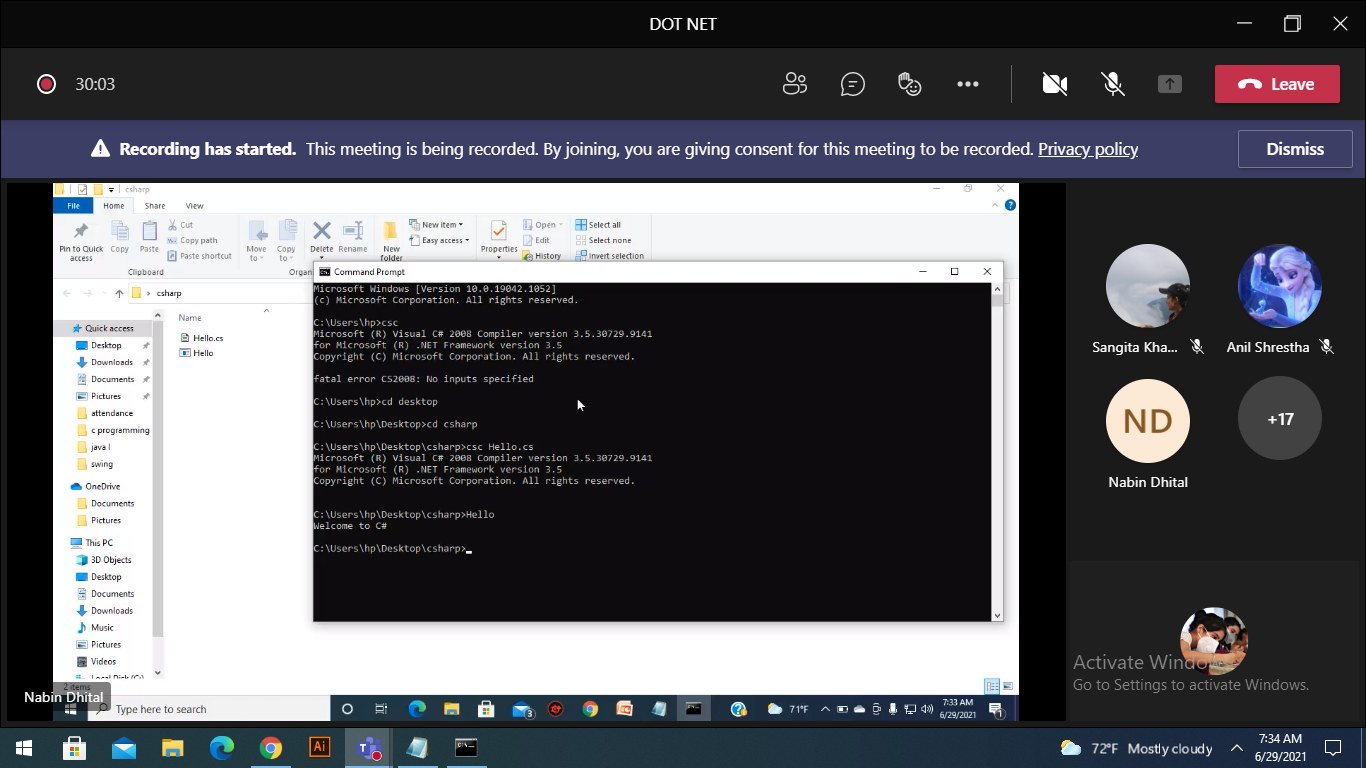 DOT NET
30:03
Leave
Recording has started. This meeting is being recorded. By joining, you are giving consent for this meeting to be recorded. Privacy policy
Dismiss
csharp
File Home Share View
Pin to Quick access
Copy
Paste
Cut
Copy path
Paste shortcut
Clipboard
Move to
Copy to
Delete
Rename
New folder
New item
Easy access
Properties
Open
Edit
History
Select all
Select none
Invert selection
Organ
csharp
Quick access
Desktop
Downloads
Documents
Pictures
attendance
c programming
java l
swing
OneDrive
Documents
Pictures
This PC
3D Objects
Desktop
Documents
Downloads
Music
Pictures
Videos
Local Disk (C:)
2 items
Name
Hello.cs
Hello
Command Prompt
Microsoft Windows [Version 10.0.19042.1052]
(c) Microsoft Corporation. All rights reserved.
C:\Users\hp>csc
Microsoft (R) Visual C# 2008 Compiler version 3.5.30729.9141
for Microsoft (R) .NET Framework version 3.5
Copyright (C) Microsoft Corporation. All rights reserved.
fatal error CS2008: No inputs specified
C:\Users\hp>cd desktop
C:\Users\hp\Desktop>cd csharp
C:\Users\hp\Desktop\csharp>csc Hello.cs
Microsoft (R) Visual C# 2008 Compiler version 3.5.30729.9141
for Microsoft (R) .NET Framework version 3.5
Copyright (C) Microsoft Corporation. All rights reserved.
C:\Users\hp\Desktop\csharp>Hello
Welcome to C#
C:\Users\hp\Desktop\csharp>_
Nabin Dhital
Type here to search
3
71°F
7:33 AM
6/29/2021
1
Sangita Kha...
Anil Shrestha
ND
+17
Nabin Dhital
Activate Windows
Go to Settings to activate Windows.
Ai
72°F Mostly cloudy
7:34 AM
6/29/2021